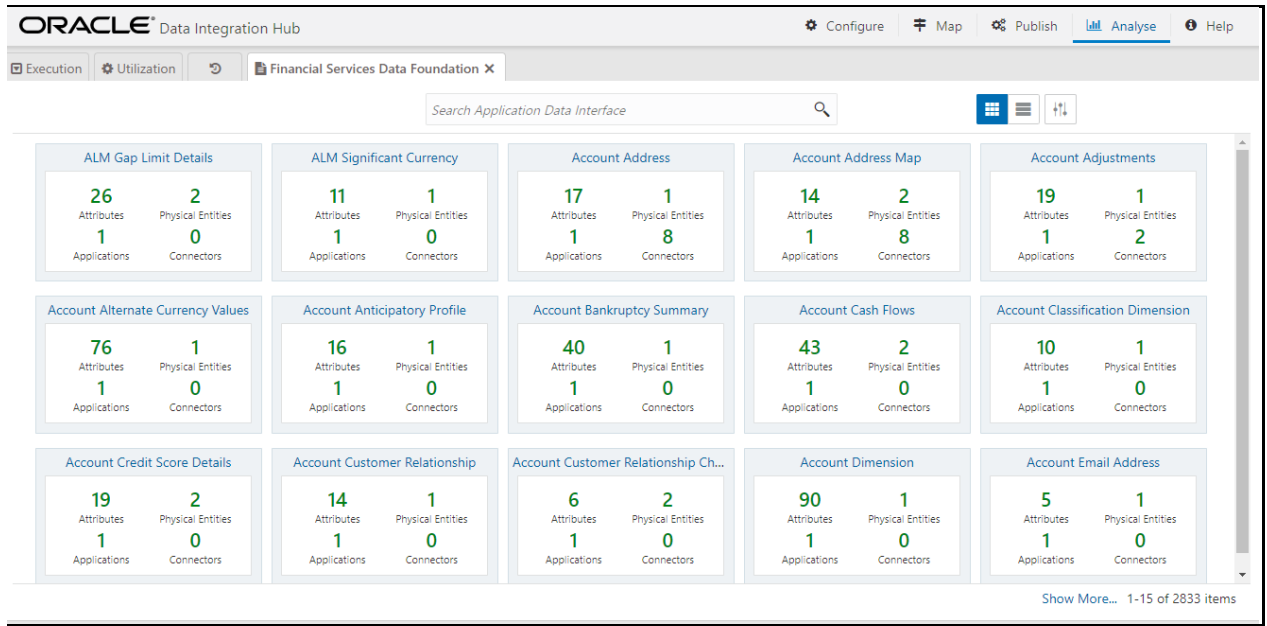 ORACLE® Data Integration Hub Configure Map Publish Analyse Help
Execution Utilization Financial Services Data Foundation X
Search Application Data Interface
ALM Gap Limit Details ALM Significant Currency Account Address Account Address Map Account Adjustments
26 2 11 1 17 1 14 2 19 1
Attributes Physical Entities Attributes Physical Entities Attributes Physical Entities Attributes Physical Entities Attributes Physical Entities
1 0 1 0 1 8 1 8 1 2
Applications Connectors Applications Connectors Applications Connectors Applications Connectors Applications Connectors
Account Alternate Currency Values Account Anticipatory Profile Account Bankruptcy Summary Account Cash Flows Account Classification Dimension
76 1 16 1 40 1 43 2 10 1
Attributes Physical Entities Attributes Physical Entities Attributes Physical Entities Attributes Physical Entities Attributes Physical Entities
1 0 1 0 1 0 1 0 1 0
Applications Connectors Applications Connectors Applications Connectors Applications Connectors Applications Connectors
Account Credit Score Details Account Customer Relationship Account Customer Relationship Ch... Account Dimension Account Email Address
19 2 14 1 6 2 90 1 5 1
Attributes Physical Entities Attributes Physical Entities Attributes Physical Entities Attributes Physical Entities Attributes Physical Entities
1 0 1 0 1 0 1 0 1 0
Applications Connectors Applications Connectors Applications Connectors Applications Connectors Applications Connectors
Show More... 1-15 of 2833 items